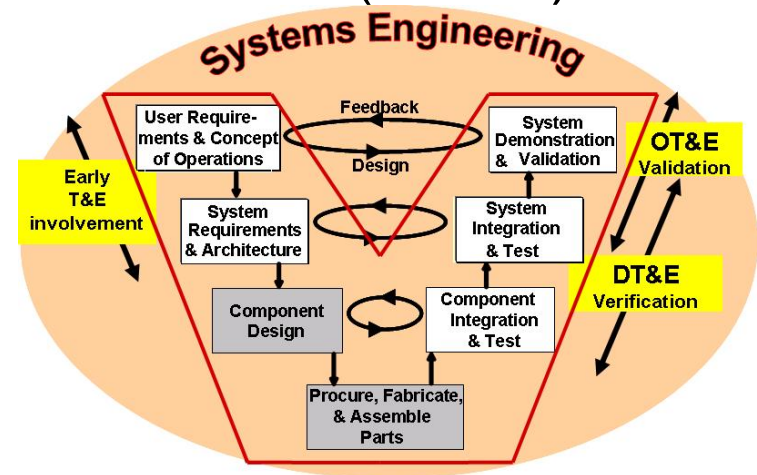 Systems Engineering
User Require-
ments & Concept
of Operations
Feedback
Design
System
Demonstration
& Validation
OT&E
Validation
Early
T&E
involvement
System
Requirements
& Architecture
System
Integration
& Test
DT&E
Verification
Component
Design
Component
Integration
& Test
Procure, Fabricate,
& Assemble
Parts